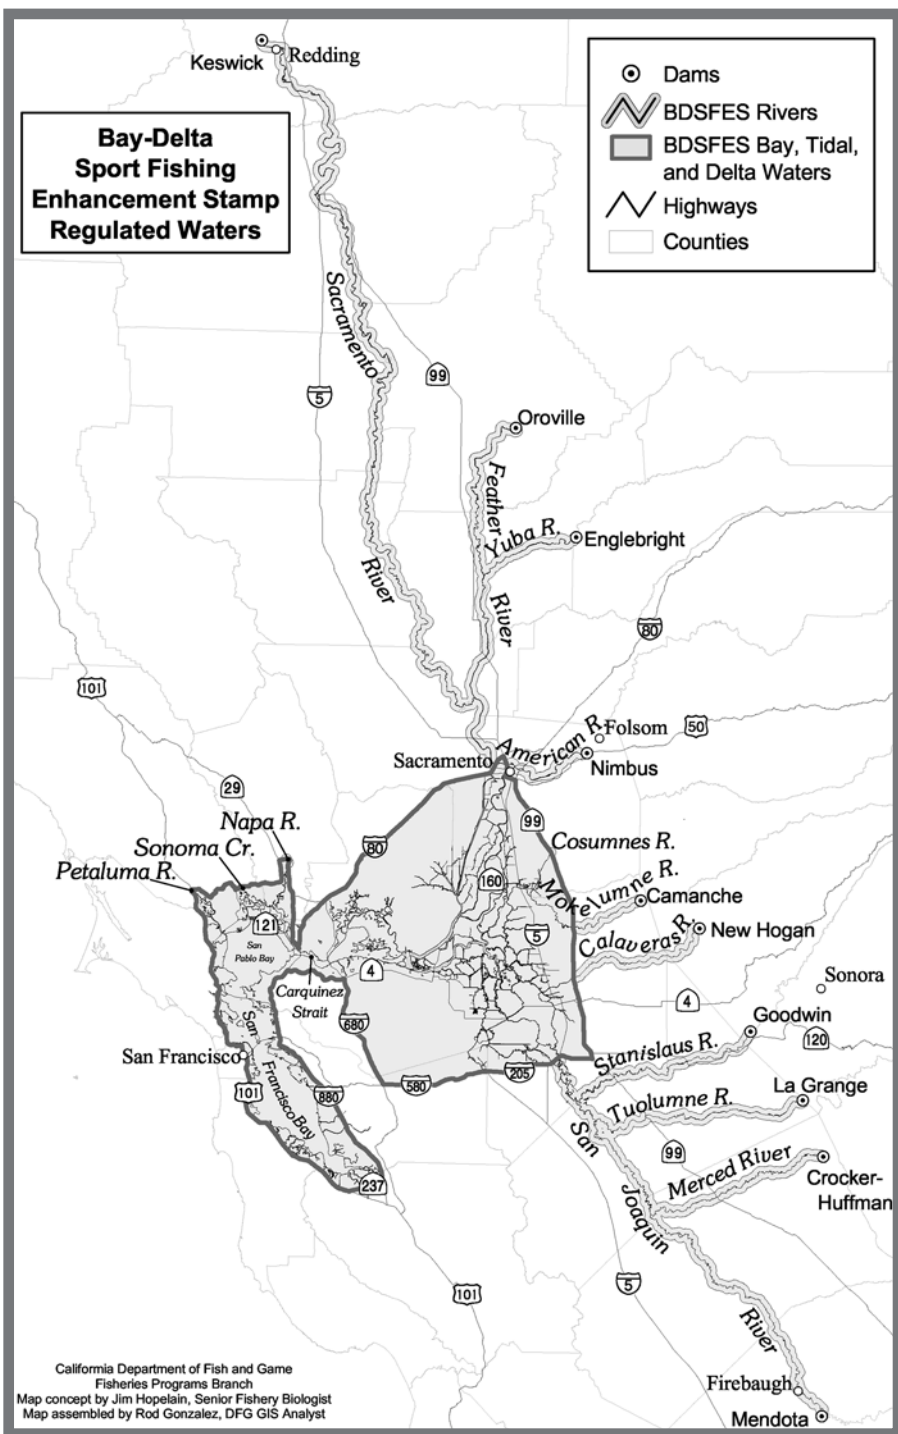 Keswick
Redding
Bay-Delta
Sport Fishing
Enhancement Stamp
Regulated Waters
Dams
BDSFES Rivers
BDSFES Bay, Tidal,
and Delta Waters
Highways
Counties
Sacramento
River
5
99
Oroville
Feather
River
Yuba R.
Englebright
80
101
50
American R.
Folsom
Nimbus
Sacramento
29
Napa R.
Sonoma Cr.
Petaluma R.
80
99
Cosumnes R.
160
Mokelumne R.
Camanche
121
San
Pablo Bay
5
Calaveras R.
New Hogan
4
Carquinez
Strait
680
4
Sonora
Goodwin
120
San Francisco
San
Francisco Bay
101
880
580
205
Stanislaus R.
La Grange
Tuolumne R.
San
Joaquin
River
99
Merced River
Crocker-
Huffman
237
101
5
Firebaugh
Mendota
California Department of Fish and Game
Fisheries Programs Branch
Map concept by Jim Hopelain, Senior Fishery Biologist
Map assembled by Rod Gonzalez, DFG GIS Analyst